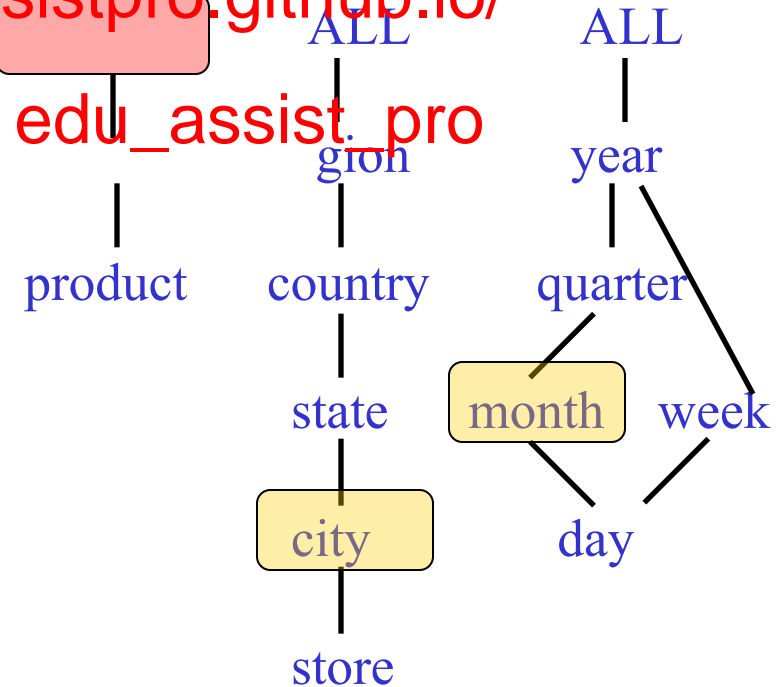 sistpro.github.io/
ALL ALL
edu_assist_pro
gion year
product country quarter
state month week
city day
store